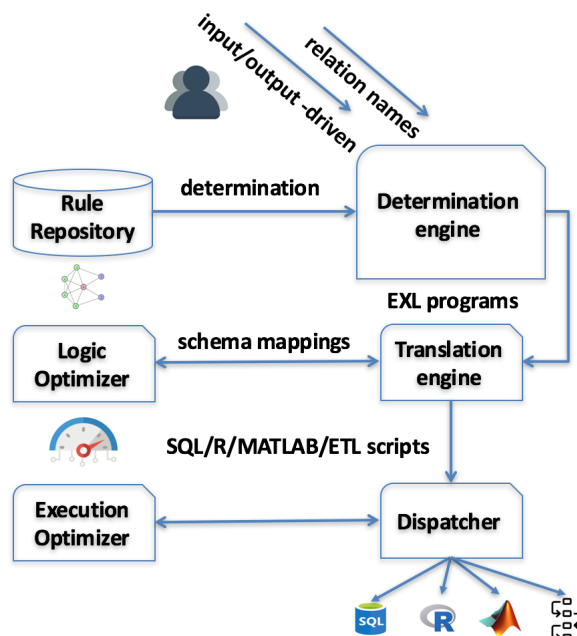 input/output -driven
relation names
determination
Rule
Repository
Determination
engine
EXL programs
schema mappings
Logic
Optimizer
Translation
engine
SQL/R/MATLAB/ETL scripts
Execution
Optimizer
Dispatcher
SQL
R